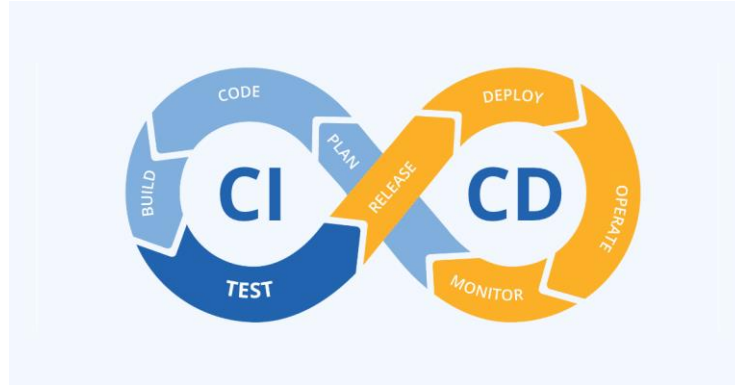 CODE
DEPLOY
PLAN
BUILD
CI
RELEASE
CD
OPERATE
TEST
MONITOR